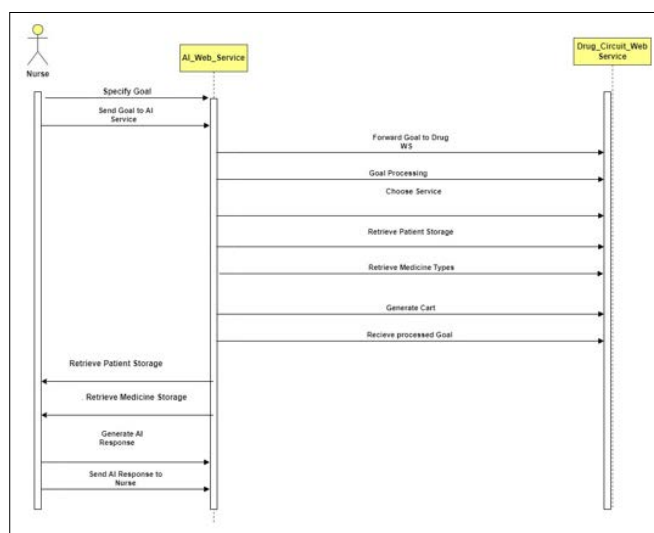 Nurse
AI_Web_Service
Drug_Circuit_Web
Service
Specify Goal
Send Goal to AI
Service
Forward Goal to Drug
WS
Goal Processing
Choose Service
Retrieve Patient Storage
Retrieve Medicine Types
Generate Cart
Recieve processed Goal
Retrieve Patient Storage
. Retrieve Medicine Storage
Generate AI
Response
Send AI Response to
Nurse